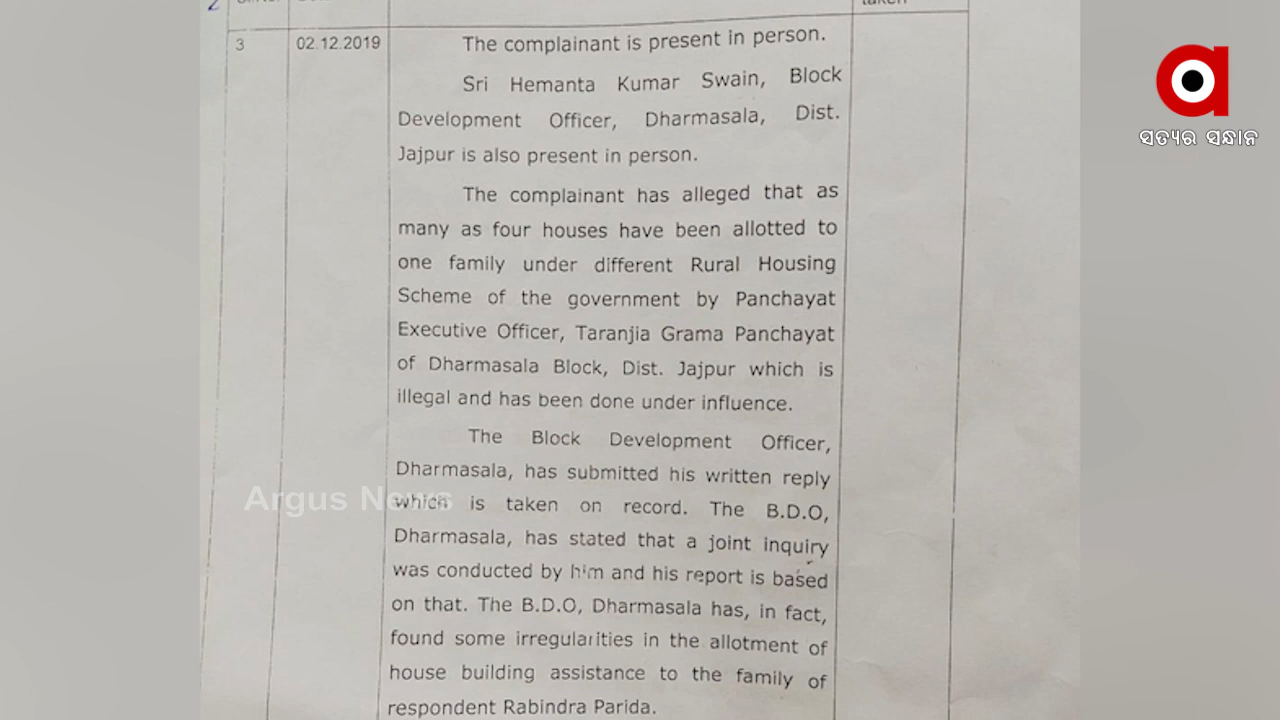 3
02.12.2019
The complainant is present in person.
Sri Hemanta Kumar Swain, Block
Development Officer, Dharmasala, Dist.
Jajpur is also present in person.
The complainant has alleged that as
many as four houses have been allotted to
one family under different Rural Housing
Scheme of the government by Panchayat
Executive Officer, Taranjia Grama Panchayat
of Dharmasala Block, Dist. Jajpur which is
illegal and has been done under influence.
The Block Development Officer,
Dharmasala, has submitted his written reply
which is taken on record. The B.D.O,
Dharmasala, has stated that a joint inquiry
was conducted by him and his report is based
on that. The B.D.O, Dharmasala has, in fact,
found some irregularities in the allotment of
house building assistance to the family of
respondent Rabindra Parida.
taken
2
a
ସତ୍ୟର ସନ୍ଧାନ
Argus News